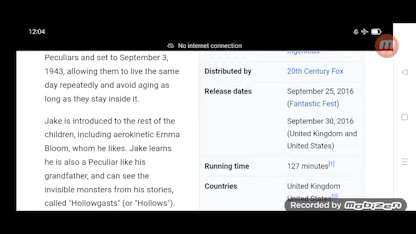 12:04
No internet connection
Peculiars and set to September 3,
1943, allowing them to live the same
day repeatedly and avoid aging as
long as they stay inside it.
Jake is introduced to the rest of the
children, including aerokinetic Emma
Bloom, whom he likes. Jake learns
he is also a Peculiar like his
grandfather, and can see the
invisible monsters from his stories,
called "Hollowgasts" (or "Hollows").
Distributed by 20th Century Fox
Release dates September 25, 2016
(Fantastic Fest)
September 30, 2016
(United Kingdom and
United States)
Running time 127 minutes[1]
Countries United Kingdom
United States[2]
Recorded by Mobizen